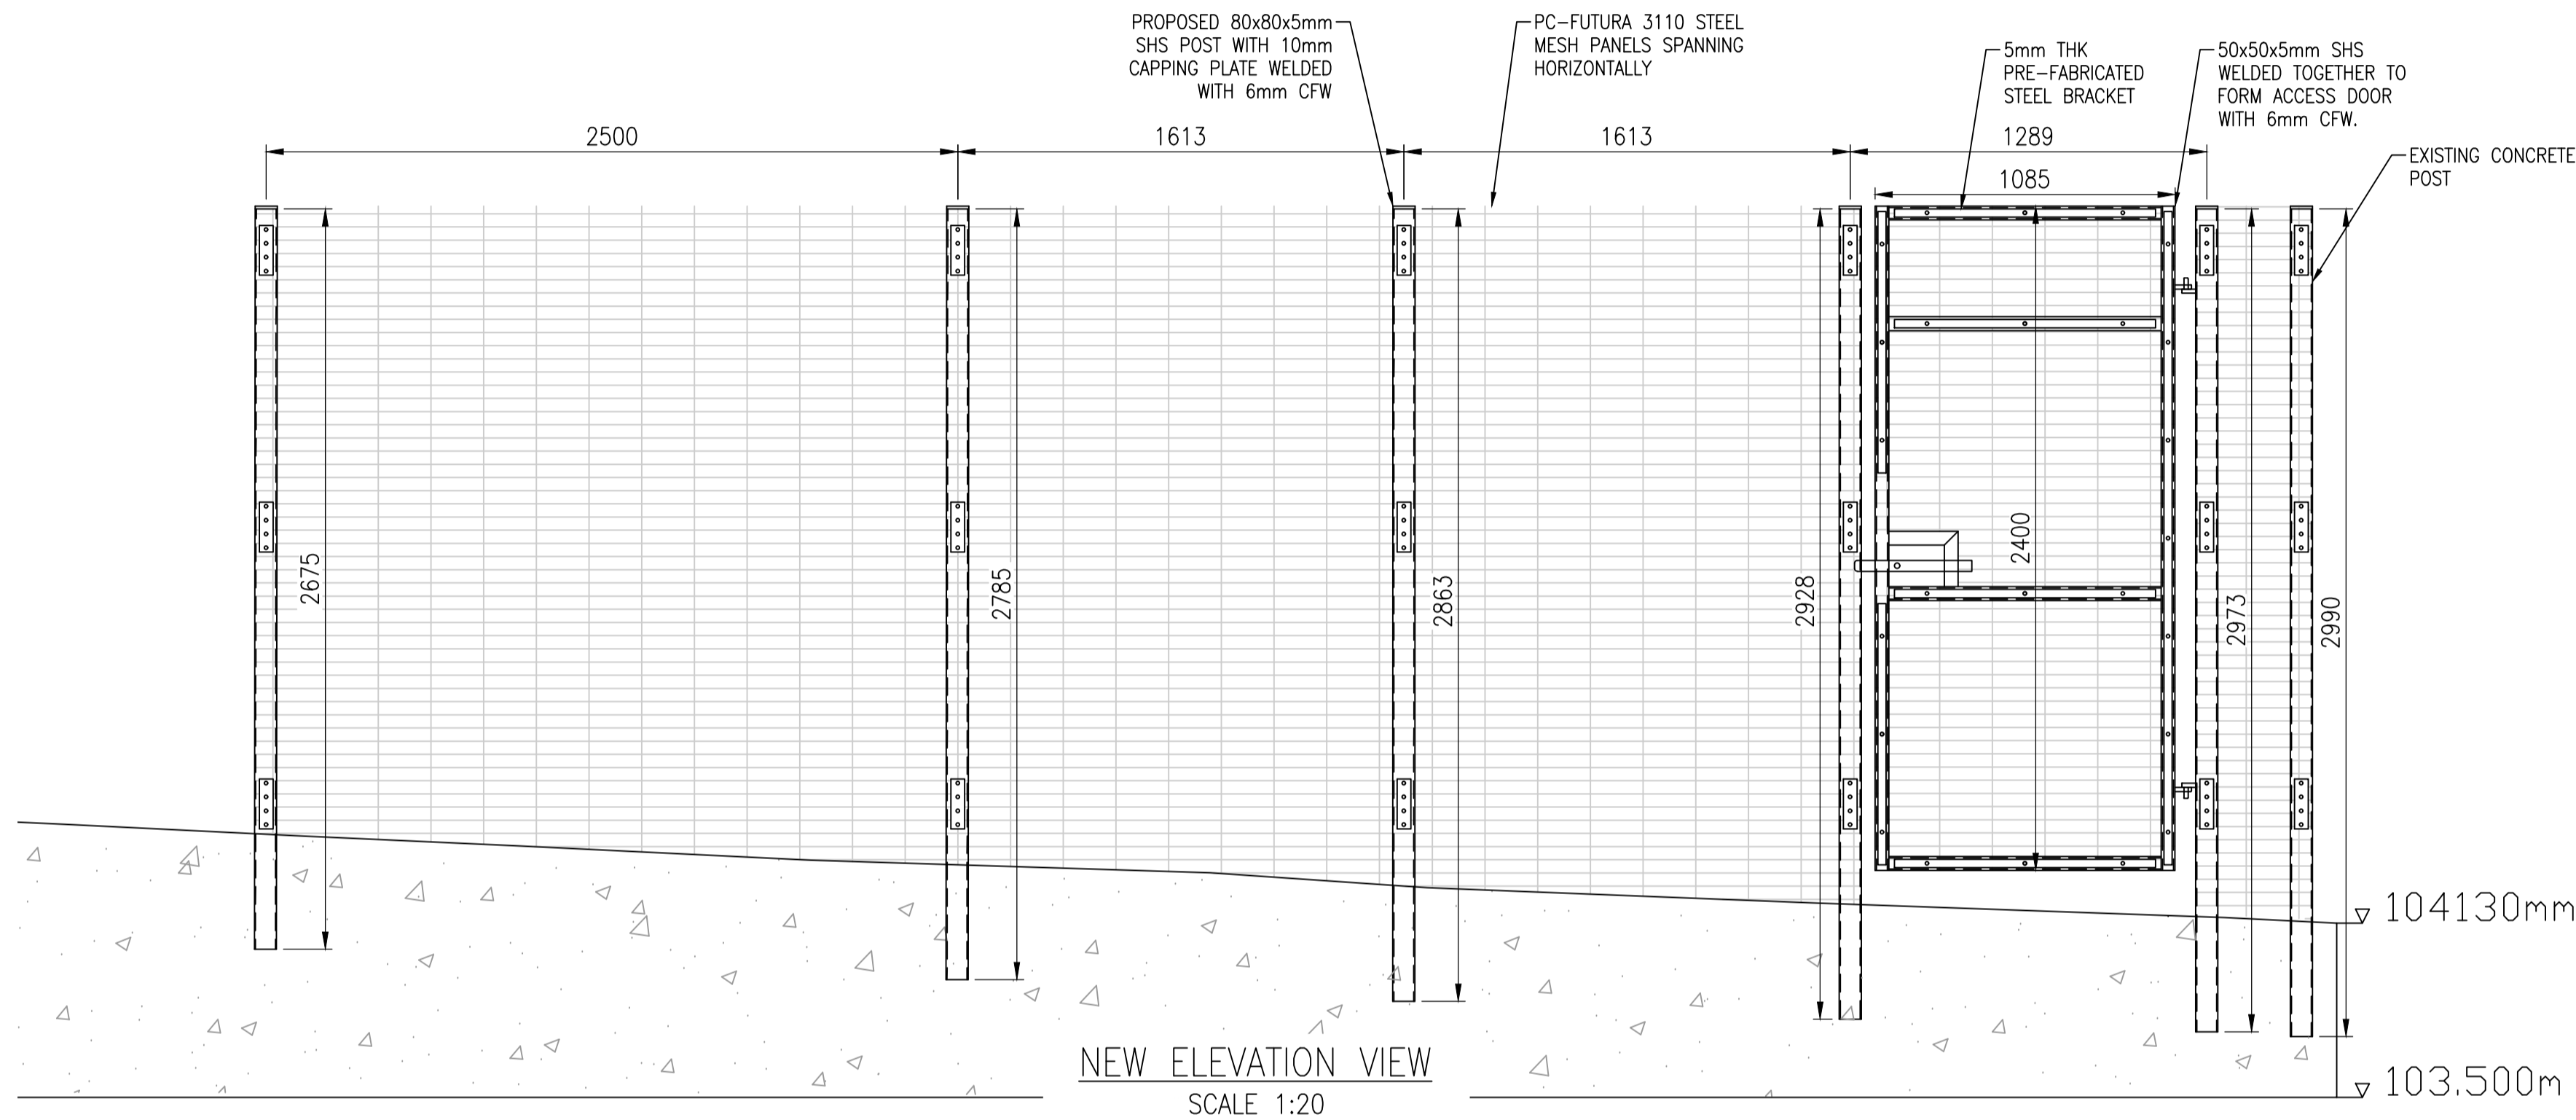 PROPOSED 80x80x5mm
SHS POST WITH 10mm
CAPPING PLATE WELDED
WITH 6mm CFW
PC-FUTURA 3110 STEEL
MESH PANELS SPANNING
HORIZONTALLY
5mm THK
PRE-FABRICATED
STEEL BRACKET
50x50x5mm SHS
WELDED TOGETHER TO
FORM ACCESS DOOR
WITH 6mm CFW.
EXISTING CONCRETE
POST
2500
1613
1613
1289
1085
2675
2785
2863
2928
2400
2973
2990
104130mm
103.500m
NEW ELEVATION VIEW
SCALE 1:20